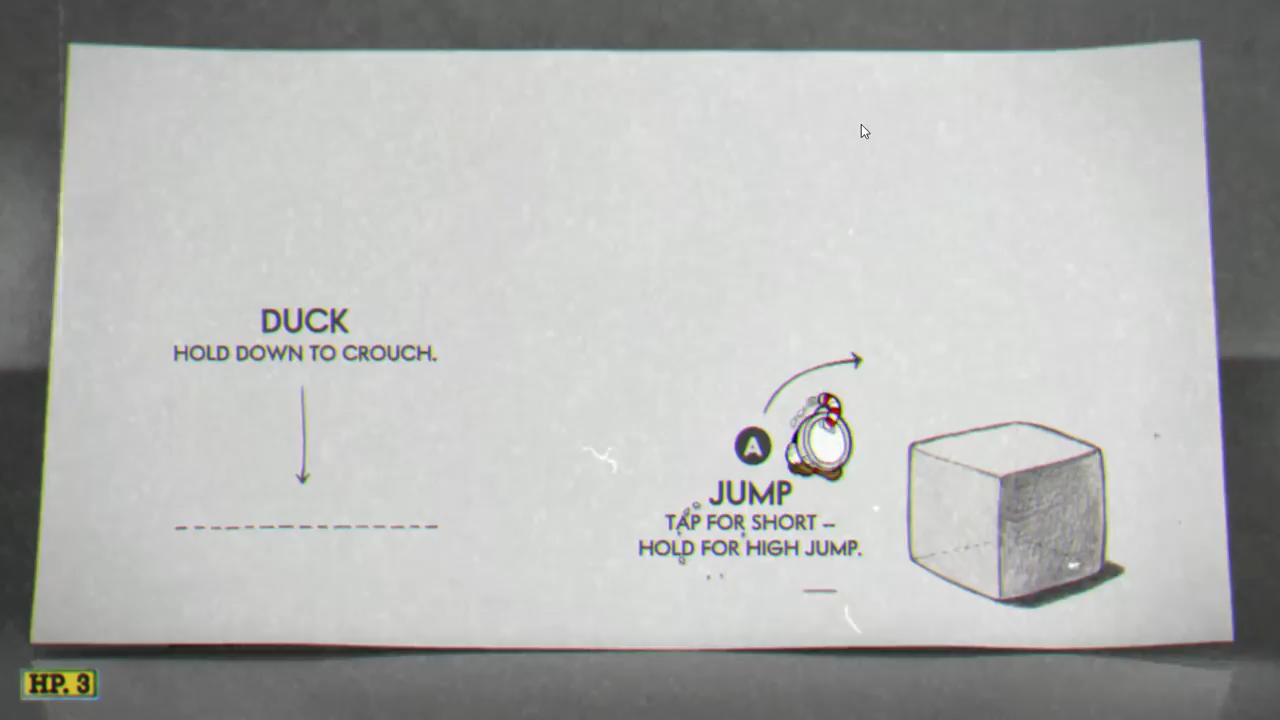 DUCK
HOLD DOWN TO CROUCH.
A
JUMP
TAP FOR SHORT –
HOLD FOR HIGH JUMP.
HP. 3